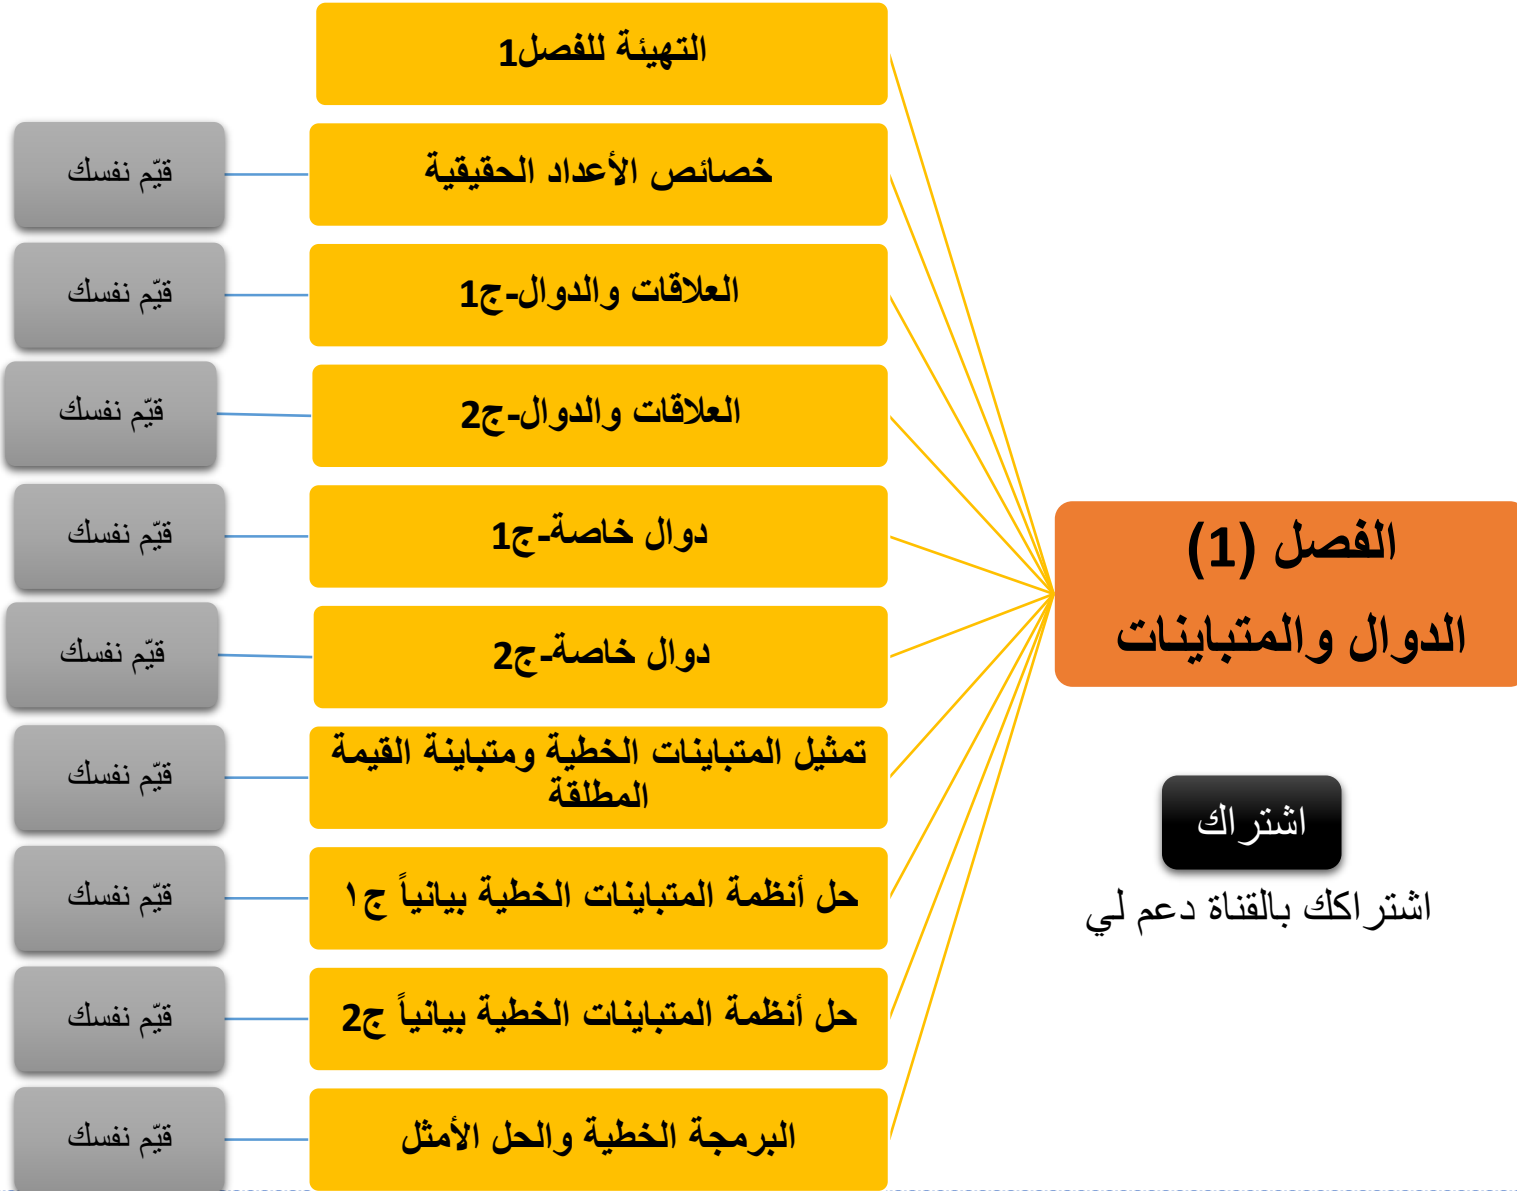 الفصل (1)
الدوال والمتباينات
اشتراك
اشتراكك بالقناة دعم لي
التهيئة للفصل1
خصائص الأعداد الحقيقية
قيّم نفسك
العلاقات والدوال-ج1
قيّم نفسك
العلاقات والدوال-ج2
قيّم نفسك
دوال خاصة-ج1
قيّم نفسك
دوال خاصة-ج2
قيّم نفسك
تمثيل المتباينات الخطية ومتباينة القيمة
المطلقة
قيّم نفسك
حل أنظمة المتباينات الخطية بيانياً ج١
قيّم نفسك
حل أنظمة المتباينات الخطية بيانياً ج2
قيّم نفسك
البرمجة الخطية والحل الأمثل
قيّم نفسك